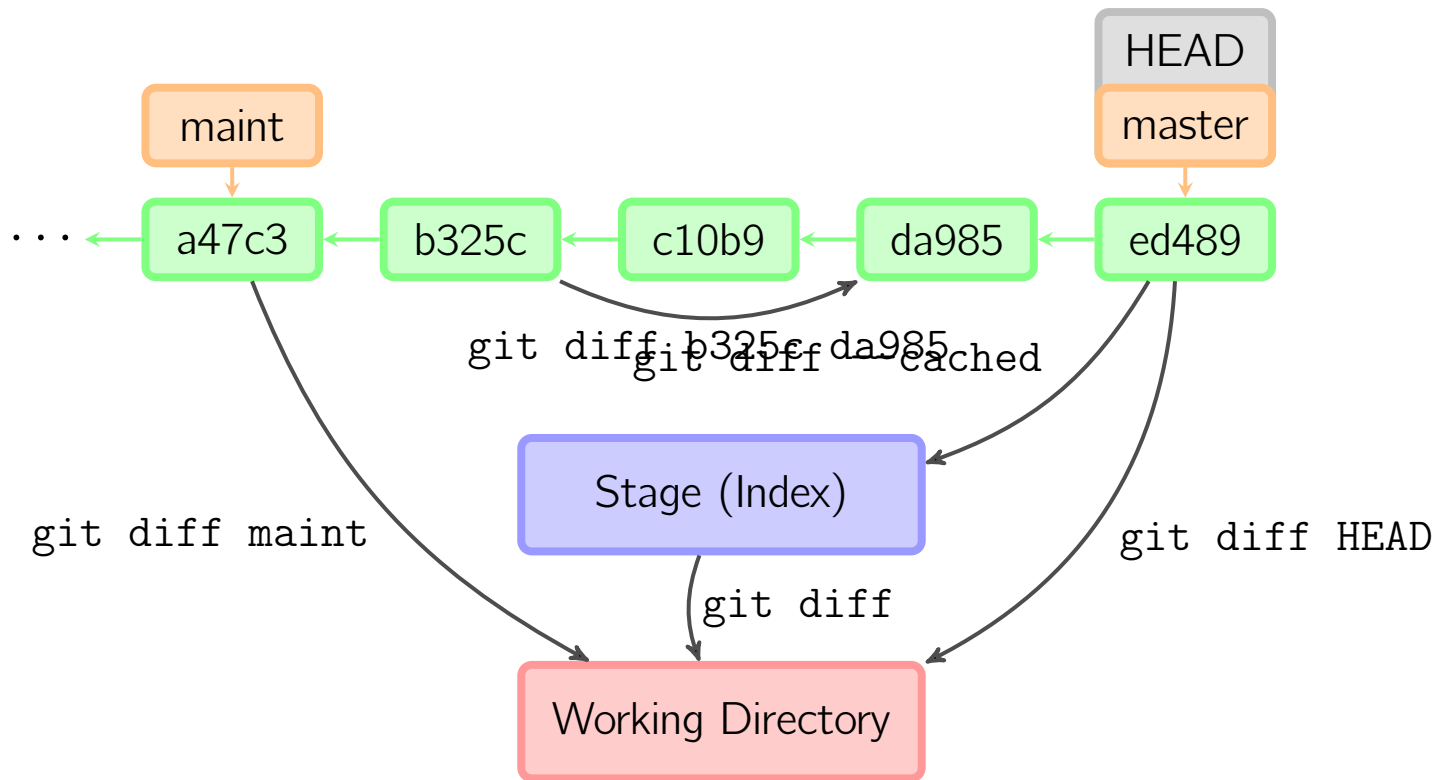 HEAD
maint
master
...
a47c3
b325c
c10b9
da985
ed489
git diff b325c da985
git diff --cached
Stage (Index)
git diff maint
git diff HEAD
git diff
Working Directory